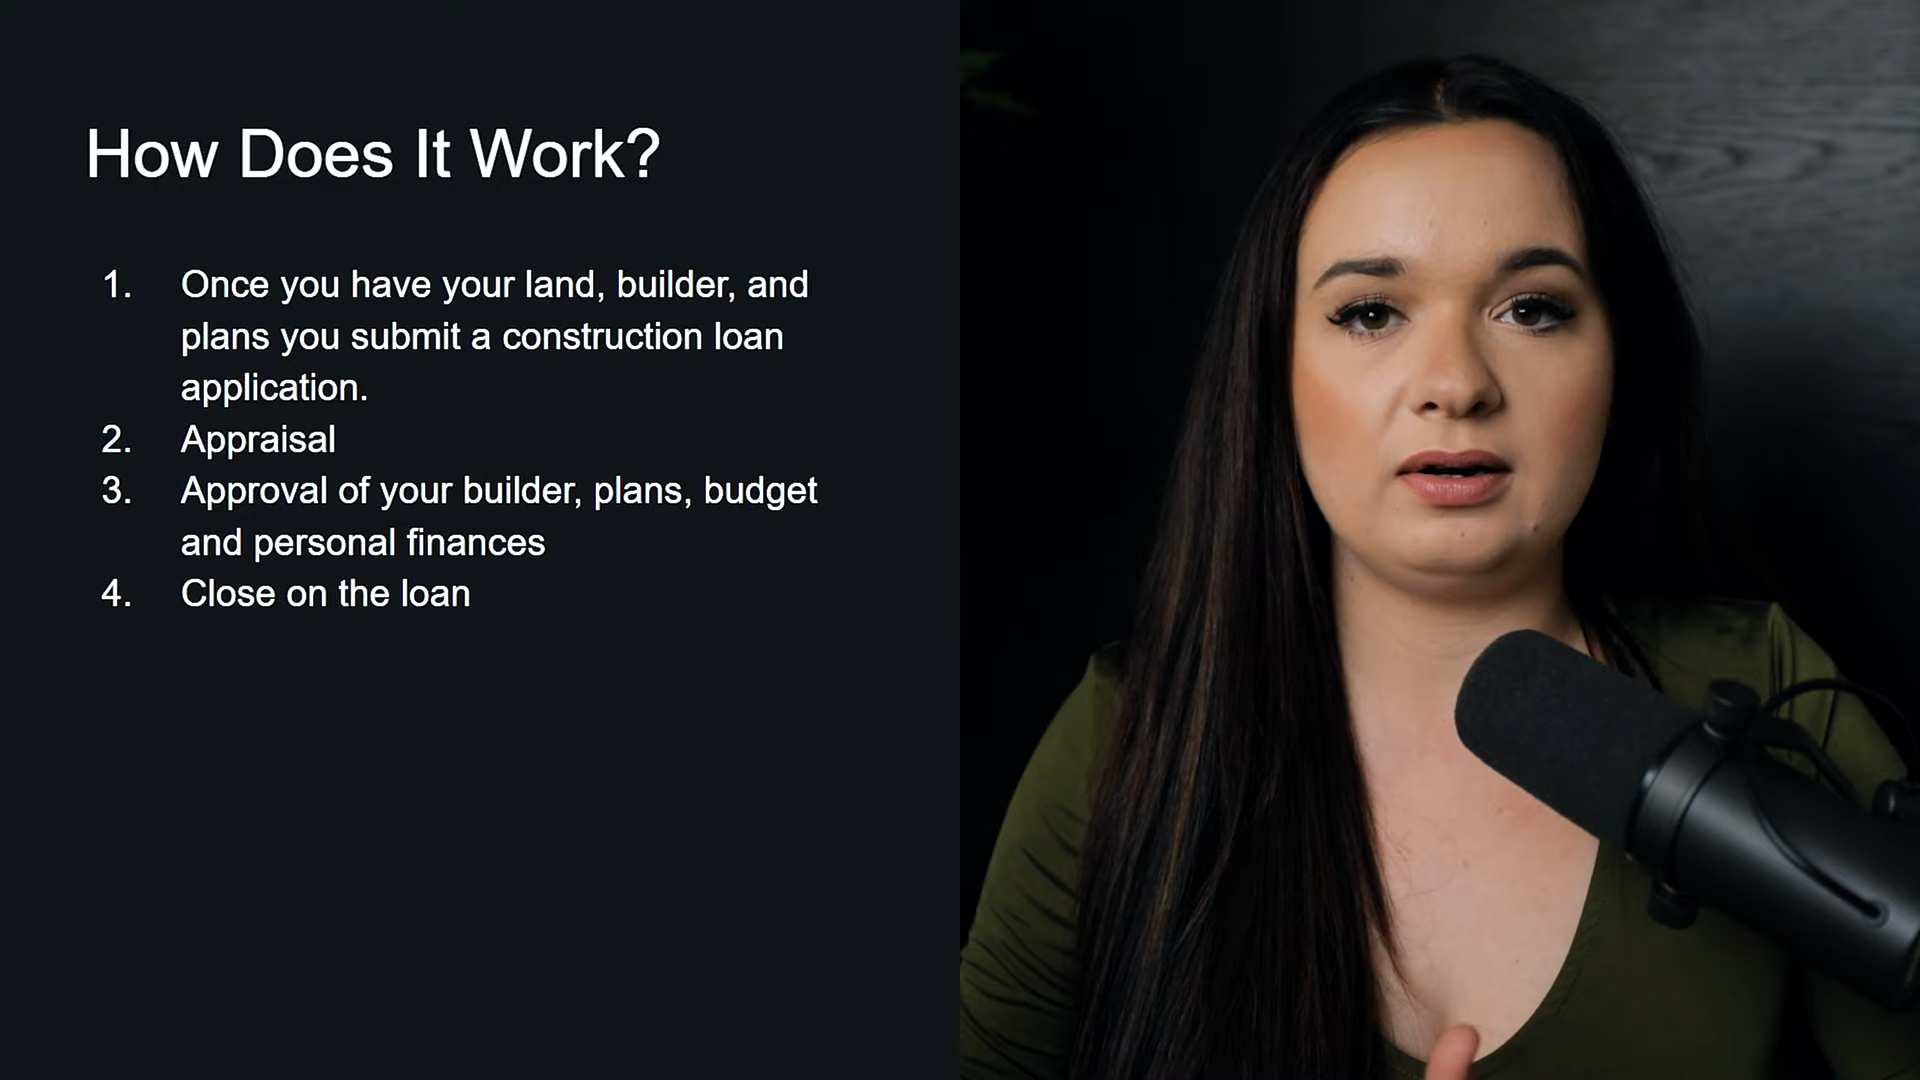 How Does It Work?
1. Once you have your land, builder, and
plans you submit a construction loan
application.
2. Appraisal
3. Approval of your builder, plans, budget
and personal finances
4. Close on the loan